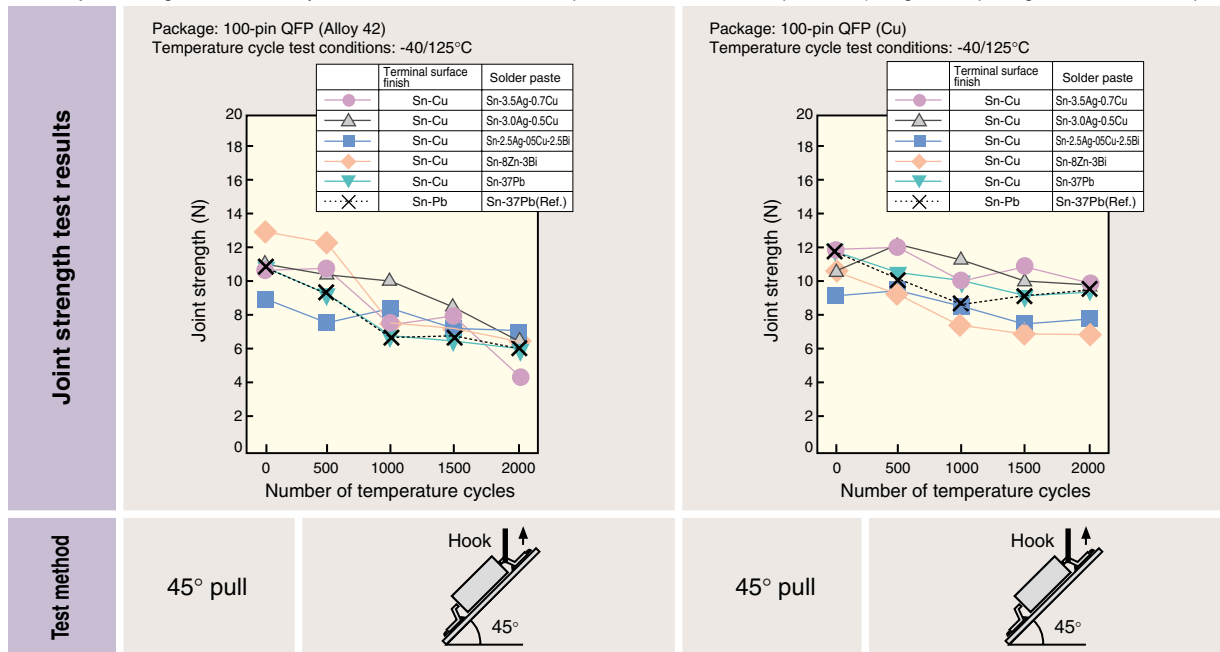 Joint strength test results
Package: 100-pin QFP (Alloy 42)
Temperature cycle test conditions: -40/125°C
Terminal surface finish Solder paste
Sn-Cu Sn-3.5Ag-0.7Cu
Sn-Cu Sn-3.0Ag-0.5Cu
Sn-Cu Sn-2.5Ag-05Cu-2.5Bi
Sn-Cu Sn-8Zn-3Bi
Sn-Cu Sn-37Pb
Sn-Pb Sn-37Pb(Ref.)
Joint strength (N)
20
18
16
14
12
10
8
6
4
2
0
0 500 1000 1500 2000
Number of temperature cycles
Package: 100-pin QFP (Cu)
Temperature cycle test conditions: -40/125°C
Terminal surface finish Solder paste
Sn-Cu Sn-3.5Ag-0.7Cu
Sn-Cu Sn-3.0Ag-0.5Cu
Sn-Cu Sn-2.5Ag-05Cu-2.5Bi
Sn-Cu Sn-8Zn-3Bi
Sn-Cu Sn-37Pb
Sn-Pb Sn-37Pb(Ref.)
Joint strength (N)
20
18
16
14
12
10
8
6
4
2
0
0 500 1000 1500 2000
Number of temperature cycles
Test method
45° pull
Hook
45°
45° pull
Hook
45°